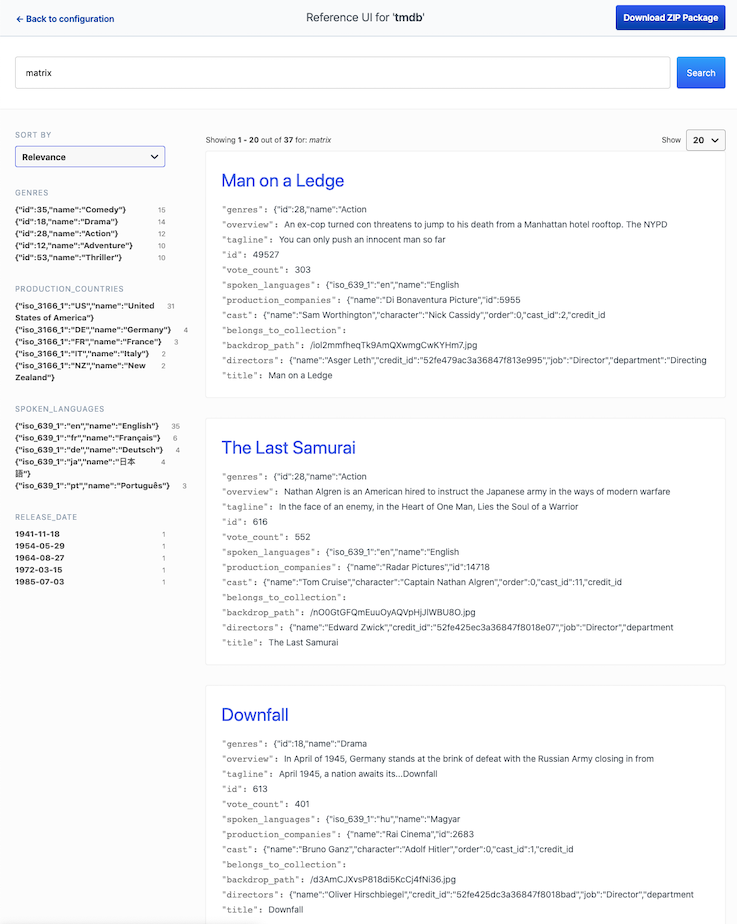 ← Back to configuration
Reference UI for 'tmdb'
Download ZIP Package
matrix
Search
SORT BY
Relevance
GENRES
{"id":35,"name":"Comedy"} 15
{"id":18,"name":"Drama"} 14
{"id":28,"name":"Action"} 12
{"id":12,"name":"Adventure"} 10
{"id":53,"name":"Thriller"} 10
PRODUCTION_COUNTRIES
{"iso_3166_1":"US","name":"United 31
States of America"}
{"iso_3166_1":"DE","name":"Germany"} 4
{"iso_3166_1":"FR","name":"France"} 3
{"iso_3166_1":"IT","name":"Italy"} 2
{"iso_3166_1":"NZ","name":"New 2
Zealand"}
SPOKEN_LANGUAGES
{"iso_639_1":"en","name":"English"} 35
{"iso_639_1":"fr","name":"Français"} 6
{"iso_639_1":"de","name":"Deutsch"} 4
{"iso_639_1":"ja","name":"日本 4
語"}
{"iso_639_1":"pt","name":"Português"} 3
RELEASE_DATE
1941-11-18 1
1954-05-29 1
1964-08-27 1
1972-03-15 1
1985-07-03 1
Showing 1 - 20 out of 37 for: matrix
Show 20
Man on a Ledge
"genres": {"id":28,"name":"Action
"overview": An ex-cop turned con threatens to jump to his death from a Manhattan hotel rooftop. The NYPD
"tagline": You can only push an innocent man so far
"id": 49527
"vote_count": 303
"spoken_languages": {"iso_639_1":"en","name":"English
"production_companies": {"name":"Di Bonaventura Picture","id":5955
"cast": {"name":"Sam Worthington","character":"Nick Cassidy","order":0,"cast_id":2,"credit_id
"belongs_to_collection":
"backdrop_path": /iol2mmfheqTk9AmQXwmgCwKYHm7.jpg
"directors": {"name":"Asger Leth","credit_id":"52fe479ac3a36847f813e995","job":"Director","department":"Directing
"title": Man on a Ledge
The Last Samurai
"genres": {"id":28,"name":"Action
"overview": Nathan Algren is an American hired to instruct the Japanese army in the ways of modern warfare
"tagline": In the face of an enemy, in the Heart of One Man, Lies the Soul of a Warrior
"id": 616
"vote_count": 552
"spoken_languages": {"iso_639_1":"en","name":"English
"production_companies": {"name":"Radar Pictures","id":14718
"cast": {"name":"Tom Cruise","character":"Captain Nathan Algren","order":0,"cast_id":11,"credit_id
"belongs_to_collection":
"backdrop_path": /nO0GtGFQmEuuOyAQVpHjJlWBU8O.jpg
"directors": {"name":"Edward Zwick","credit_id":"52fe425ec3a36847f8018e07","job":"Director","department
"title": The Last Samurai
Downfall
"genres": {"id":18,"name":"Drama
"overview": In April of 1945, Germany stands at the brink of defeat with the Russian Army closing in from
"tagline": April 1945, a nation awaits its...Downfall
"id": 613
"vote_count": 401
"spoken_languages": {"iso_639_1":"hu","name":"Magyar
"production_companies": {"name":"Rai Cinema","id":2683
"cast": {"name":"Bruno Ganz","character":"Adolf Hitler","order":0,"cast_id":1,"credit_id
"belongs_to_collection":
"backdrop_path": /d3AmCJXvsP818di5KcCj4fNi36.jpg
"directors": {"name":"Oliver Hirschbiegel","credit_id":"52fe425dc3a36847f8018bad","job":"Director","department
"title": Downfall